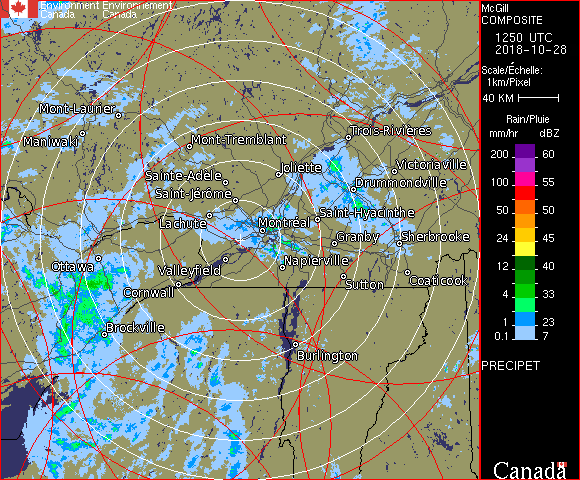 Environment Environnement
Canada Canada
McGill
COMPOSITE
1250 UTC
2018-10-28
Scale/Échelle:
1km/Pixel
40 KM
Rain/Pluie
mm/hr dBZ
200 60
100 55
50 50
24 45
12 40
4 33
1 23
0.1 7
PRECIPET
Canada
Mont-Laurier
Maniwaki
Mont-Tremblant
Trois-Rivières
Sainte-Adèle
Joliette
Victoriaville
Saint-Jérôme
Drummondville
Lachute
Saint-Hyacinthe
Montréal
Granby
Sherbrooke
Ottawa
Valleyfield
Napierville
Cornwall
Sutton
Coaticook
Brockville
Burlington